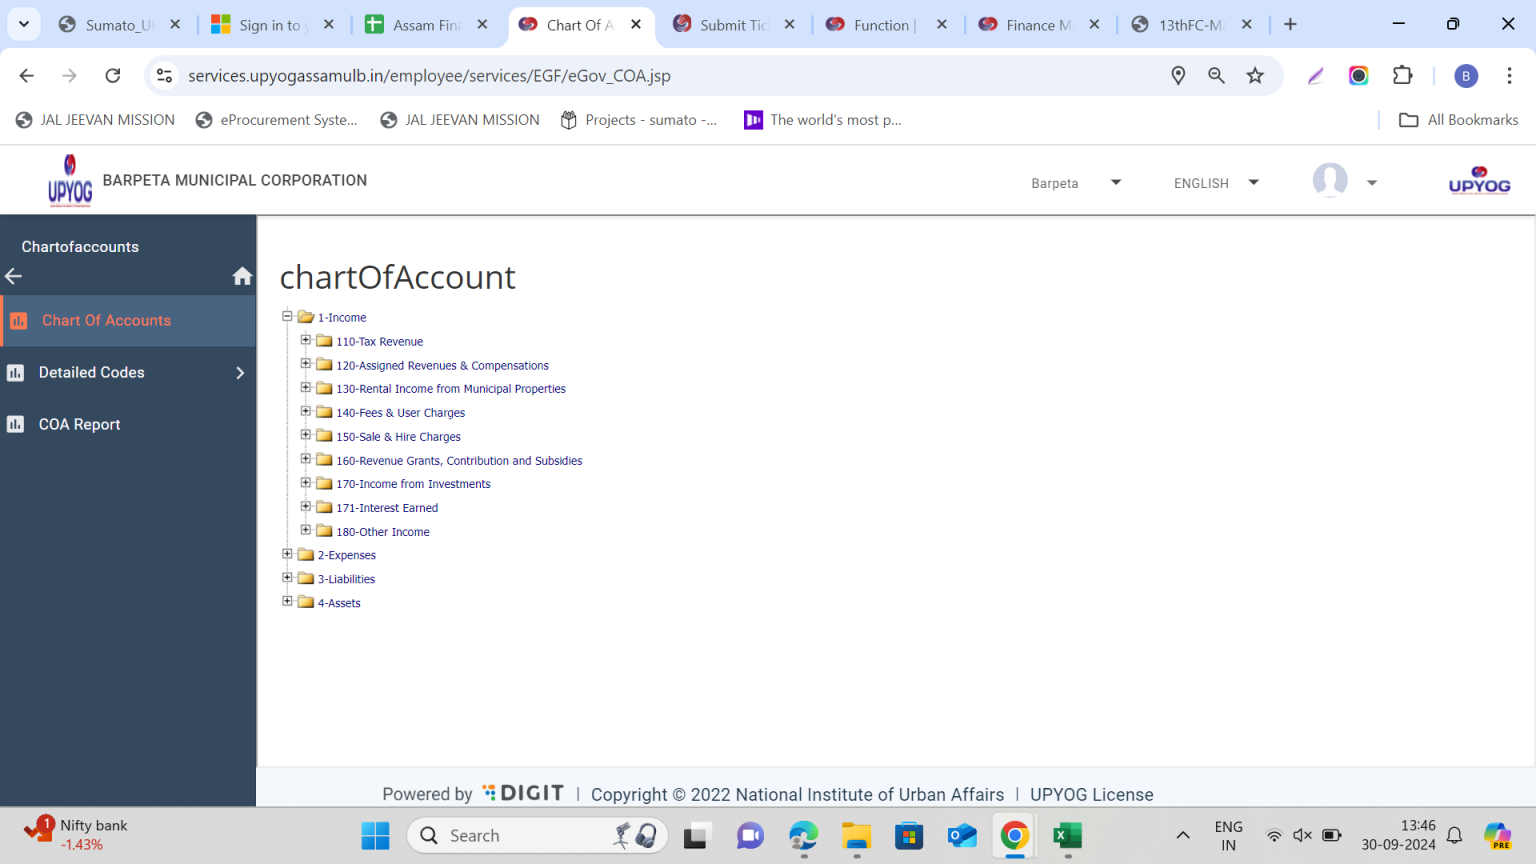 Sumato_U
Sign in to y
Assam Fin
Chart Of A
Submit Tic
Function |
Finance M
13thFC-Ma
services.upyogassamulb.in/employee/services/EGF/eGov_COA.jsp
B
JAL JEEVAN MISSION
eProcurement Syste...
JAL JEEVAN MISSION
Projects - sumato -...
The world's most p...
All Bookmarks
UPYOG
BARPETA MUNICIPAL CORPORATION
Barpeta
ENGLISH
UPYOG
Chartofaccounts
Chart Of Accounts
Detailed Codes
COA Report
chartOfAccount
1-Income
110-Tax Revenue
120-Assigned Revenues & Compensations
130-Rental Income from Municipal Properties
140-Fees & User Charges
150-Sale & Hire Charges
160-Revenue Grants, Contribution and Subsidies
170-Income from Investments
171-Interest Earned
180-Other Income
2-Expenses
3-Liabilities
4-Assets
Powered by DIGIT | Copyright © 2022 National Institute of Urban Affairs | UPYOG License
1
Nifty bank
-1.43%
Search
ENG
IN
13:46
30-09-2024
PRE